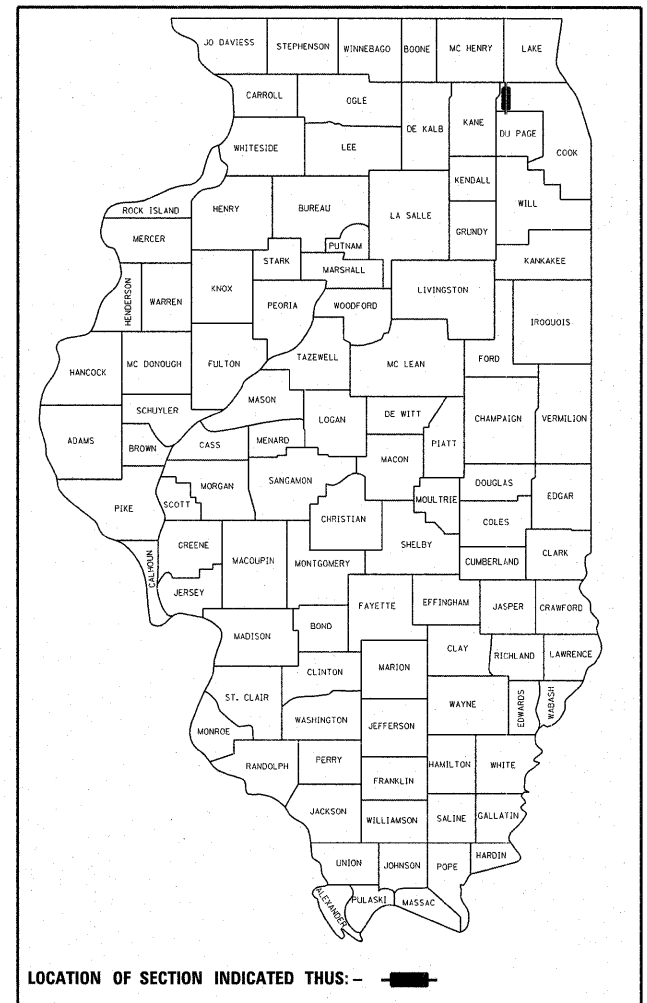 JO DAVIESS
STEPHENSON
WINNEBAGO
BOONE
MC HENRY
LAKE
CARROLL
OGLE
DE KALB
KANE
DU PAGE
COOK
WHITESIDE
LEE
KENDALL
WILL
ROCK ISLAND
HENRY
BUREAU
LA SALLE
GRUNDY
MERCER
PUTNAM
STARK
MARSHALL
KANKAKEE
HENDERSON
WARREN
KNOX
PEORIA
WOODFORD
LIVINGSTON
IROQUOIS
HANCOCK
MC DONOUGH
FULTON
TAZEWELL
MC LEAN
FORD
MASON
SCHUYLER
LOGAN
DE WITT
CHAMPAIGN
VERMILION
ADAMS
BROWN
CASS
MENARD
MACON
PIATT
MORGAN
SANGAMON
DOUGLAS
EDGAR
PIKE
SCOTT
CHRISTIAN
MOULTRIE
COLES
GREENE
MACOUPIN
MONTGOMERY
SHELBY
CUMBERLAND
CLARK
CALHOUN
JERSEY
FAYETTE
EFFINGHAM
JASPER
CRAWFORD
MADISON
BOND
CLAY
RICHLAND
LAWRENCE
CLINTON
MARION
ST. CLAIR
WAYNE
EDWARDS
WABASH
WASHINGTON
JEFFERSON
MONROE
RANDOLPH
PERRY
HAMILTON
WHITE
FRANKLIN
JACKSON
WILLIAMSON
SALINE
GALLATIN
UNION
JOHNSON
POPE
HARDIN
ALEXANDER
PULASKI
MASSAC
LOCATION OF SECTION INDICATED THUS: –